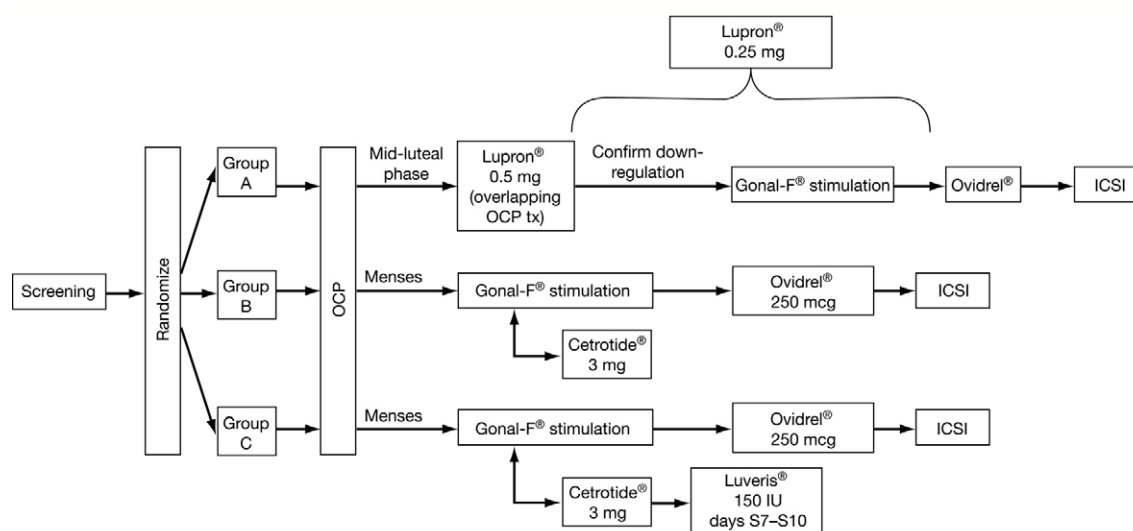 Lupron®
0.25 mg
Group
A
Mid-luteal
phase
Lupron®
0.5 mg
(overlapping
OCP tx)
Confirm down-
regulation
Gonal-F® stimulation
Ovidrel®
ICSI
Screening
Randomize
Group
B
OCP
Menses
Gonal-F® stimulation
Ovidrel®
250 mcg
ICSI
Cetrotide®
3 mg
Group
C
Menses
Gonal-F® stimulation
Ovidrel®
250 mcg
ICSI
Cetrotide®
3 mg
Luveris®
150 IU
days S7–S10